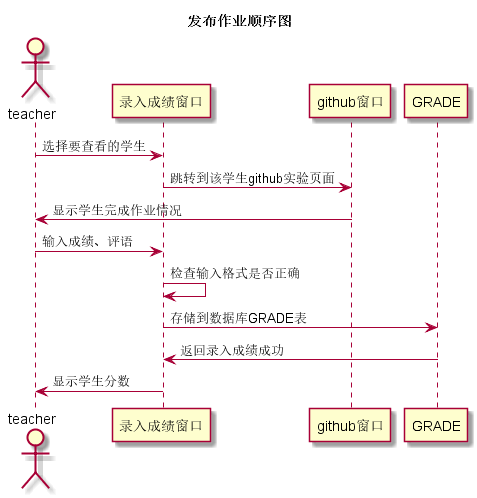 发布作业顺序图
teacher
录入成绩窗口
github窗口
GRADE
选择要查看的学生
跳转到该学生github实验页面
显示学生完成作业情况
输入成绩、评语
检查输入格式是否正确
存储到数据库GRADE表
返回录入成绩成功
显示学生分数
teacher
录入成绩窗口
github窗口
GRADE